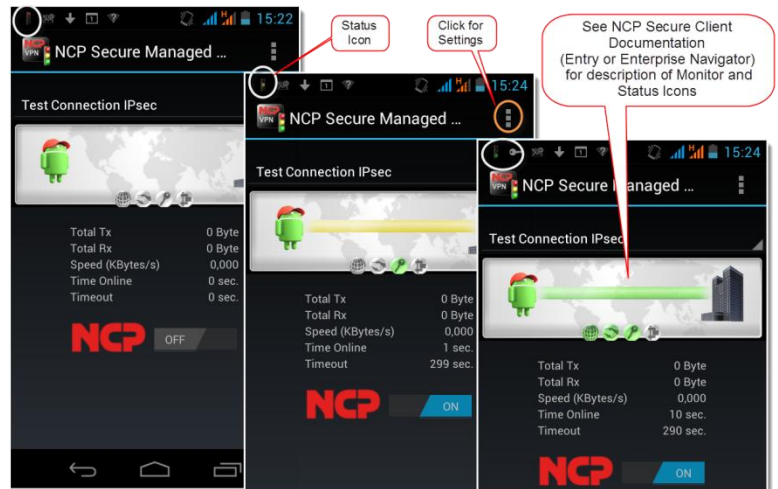 15:22
VPN
NCP Secure Managed ...
Test Connection IPsec
Total Tx 0 Byte
Total Rx 0 Byte
Speed (KBytes/s) 0,000
Time Online 0 sec.
Timeout 0 sec.
NCP OFF
Status
Icon
Click for
Settings
1
H
15:24
VPN
NCP Secure Managed ...
Test Connection IPsec
Total Tx 0 Byte
Total Rx 0 Byte
Speed (KBytes/s) 0,000
Time Online 1 sec.
Timeout 299 sec.
NCP ON
See NCP Secure Client
Documentation
(Entry or Enterprise Navigator)
for description of Monitor and
Status Icons
1
H
15:24
VPN
NCP Secure Managed ...
Test Connection IPsec
Total Tx 0 Byte
Total Rx 0 Byte
Speed (KBytes/s) 0,000
Time Online 10 sec.
Timeout 290 sec.
NCP ON